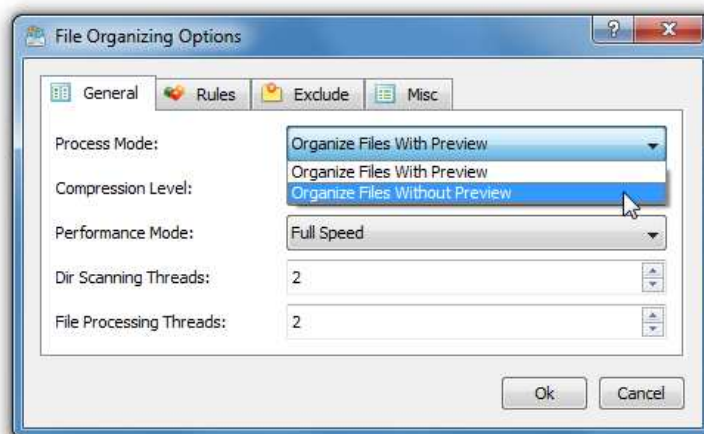 File Organizing Options
General Rules Exclude Misc
Process Mode: Organize Files With Preview
Organize Files With Preview
Compression Level: Organize Files Without Preview
Performance Mode: Full Speed
Dir Scanning Threads: 2
File Processing Threads: 2
Ok Cancel